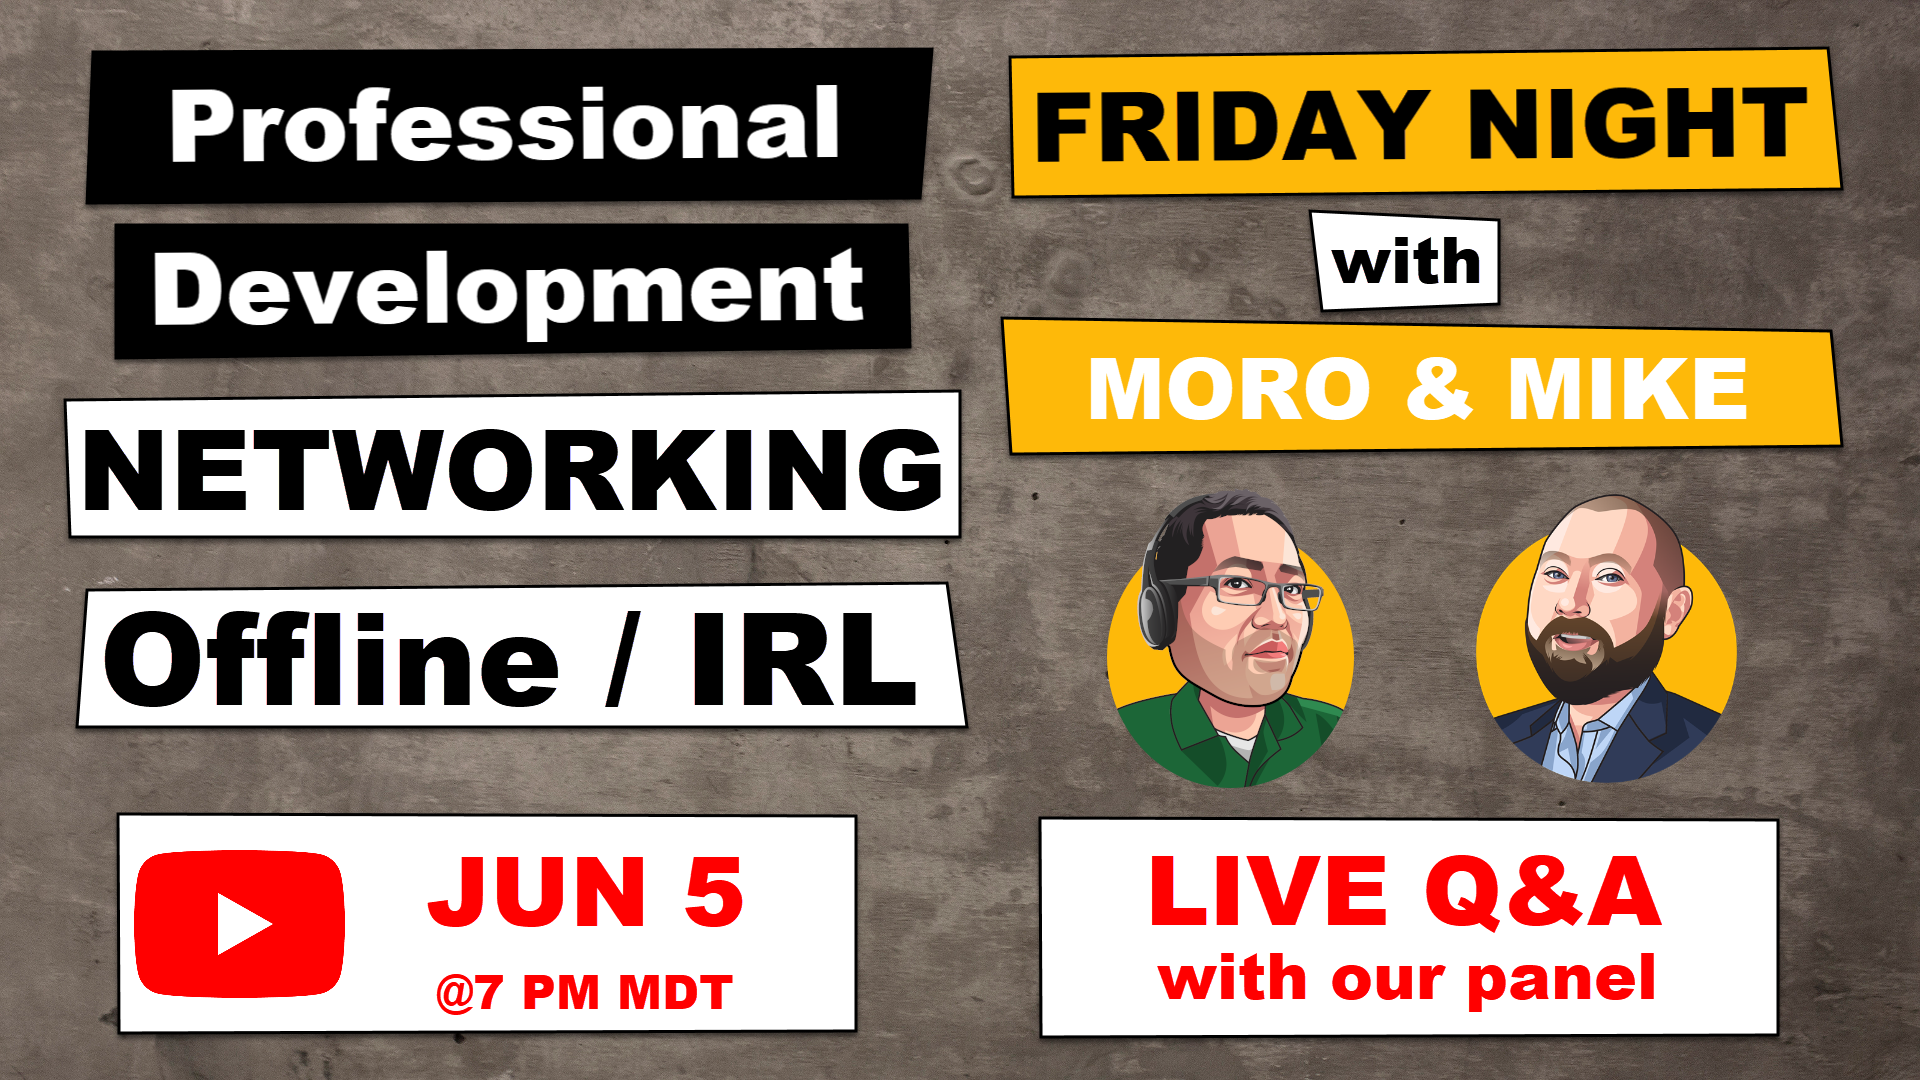 Professional
Development
NETWORKING
Offline / IRL
JUN 5
@7 PM MDT
FRIDAY NIGHT
with
MORO & MIKE
LIVE Q&A
with our panel